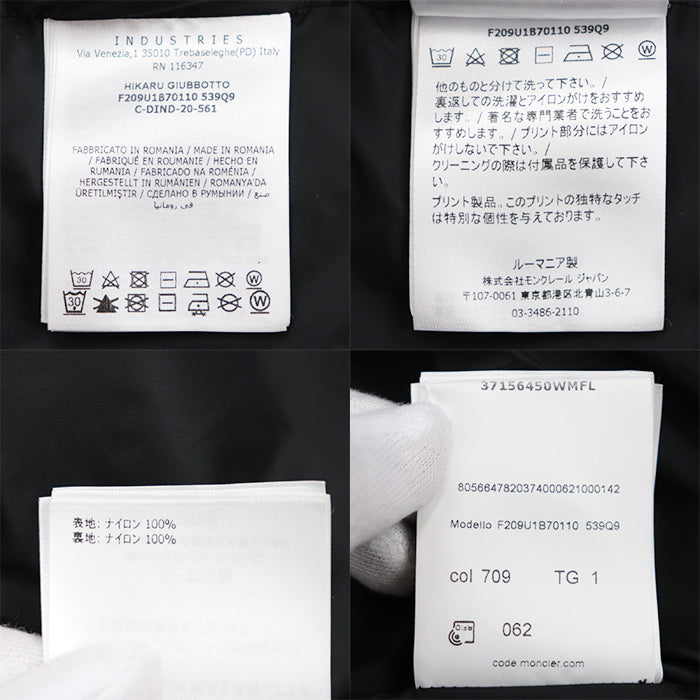 INDUSTRIES
Via Venezia,1 35010 Trebaseleghe(PD) Italy
RN 116347
HIKARU GIUBBOTTO
F209U1B70110 539Q9
C-DIND-20-561
FABBRICATO IN ROMANIA / MADE IN ROMANIA
/ FABRIQUÉ EN ROUMANIE / HECHO EN
RUMANIA / FABRICADO NA ROMÉNIA /
HERGESTELLT IN RUMÄNIEN / ROMANYA'DA
ÜRETILMIŞTIR / СДЕЛАНО В РУМЫНИИ / صنع
في رومانيا
30
30
F209U1B70110 539Q9
30
他のものと分けて洗って下さい。/
裏返しての洗濯とアイロンがけをおすすめ
します。/ 著名な専門業者で洗うことをお
すすめします。/ プリント部分にはアイロン
がけしないで下さい。/
クリーニングの際は付属品を保護して下さ
い。
プリント製品。このプリントの独特なタッチ
は特別な個性を与えております。
ルーマニア製
株式会社モンクレール ジャパン
〒107-0061 東京都港区北青山3-6-7
03-3486-2110
表地: ナイロン 100%
裏地: ナイロン 100%
37156450WMFL
8056647820374000621000142
Modello F209U1B70110 539Q9
col 709 TG 1
062
code.moncler.com